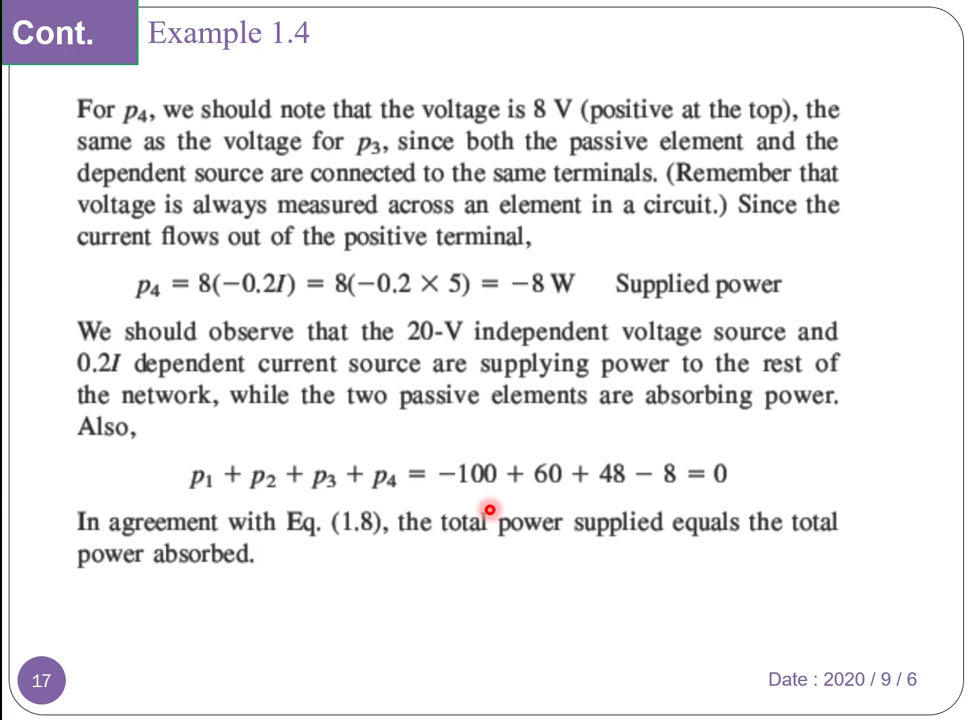 Cont.
Example 1.4
For p₄, we should note that the voltage is 8 V (positive at the top), the
same as the voltage for p₃, since both the passive element and the
dependent source are connected to the same terminals. (Remember that
voltage is always measured across an element in a circuit.) Since the
current flows out of the positive terminal,
p₄ = 8(−0.2I) = 8(−0.2 × 5) = −8 W Supplied power
We should observe that the 20-V independent voltage source and
0.2I dependent current source are supplying power to the rest of
the network, while the two passive elements are absorbing power.
Also,
p₁ + p₂ + p₃ + p₄ = −100 + 60 + 48 − 8 = 0
In agreement with Eq. (1.8), the total power supplied equals the total
power absorbed.
17
Date : 2020 / 9 / 6